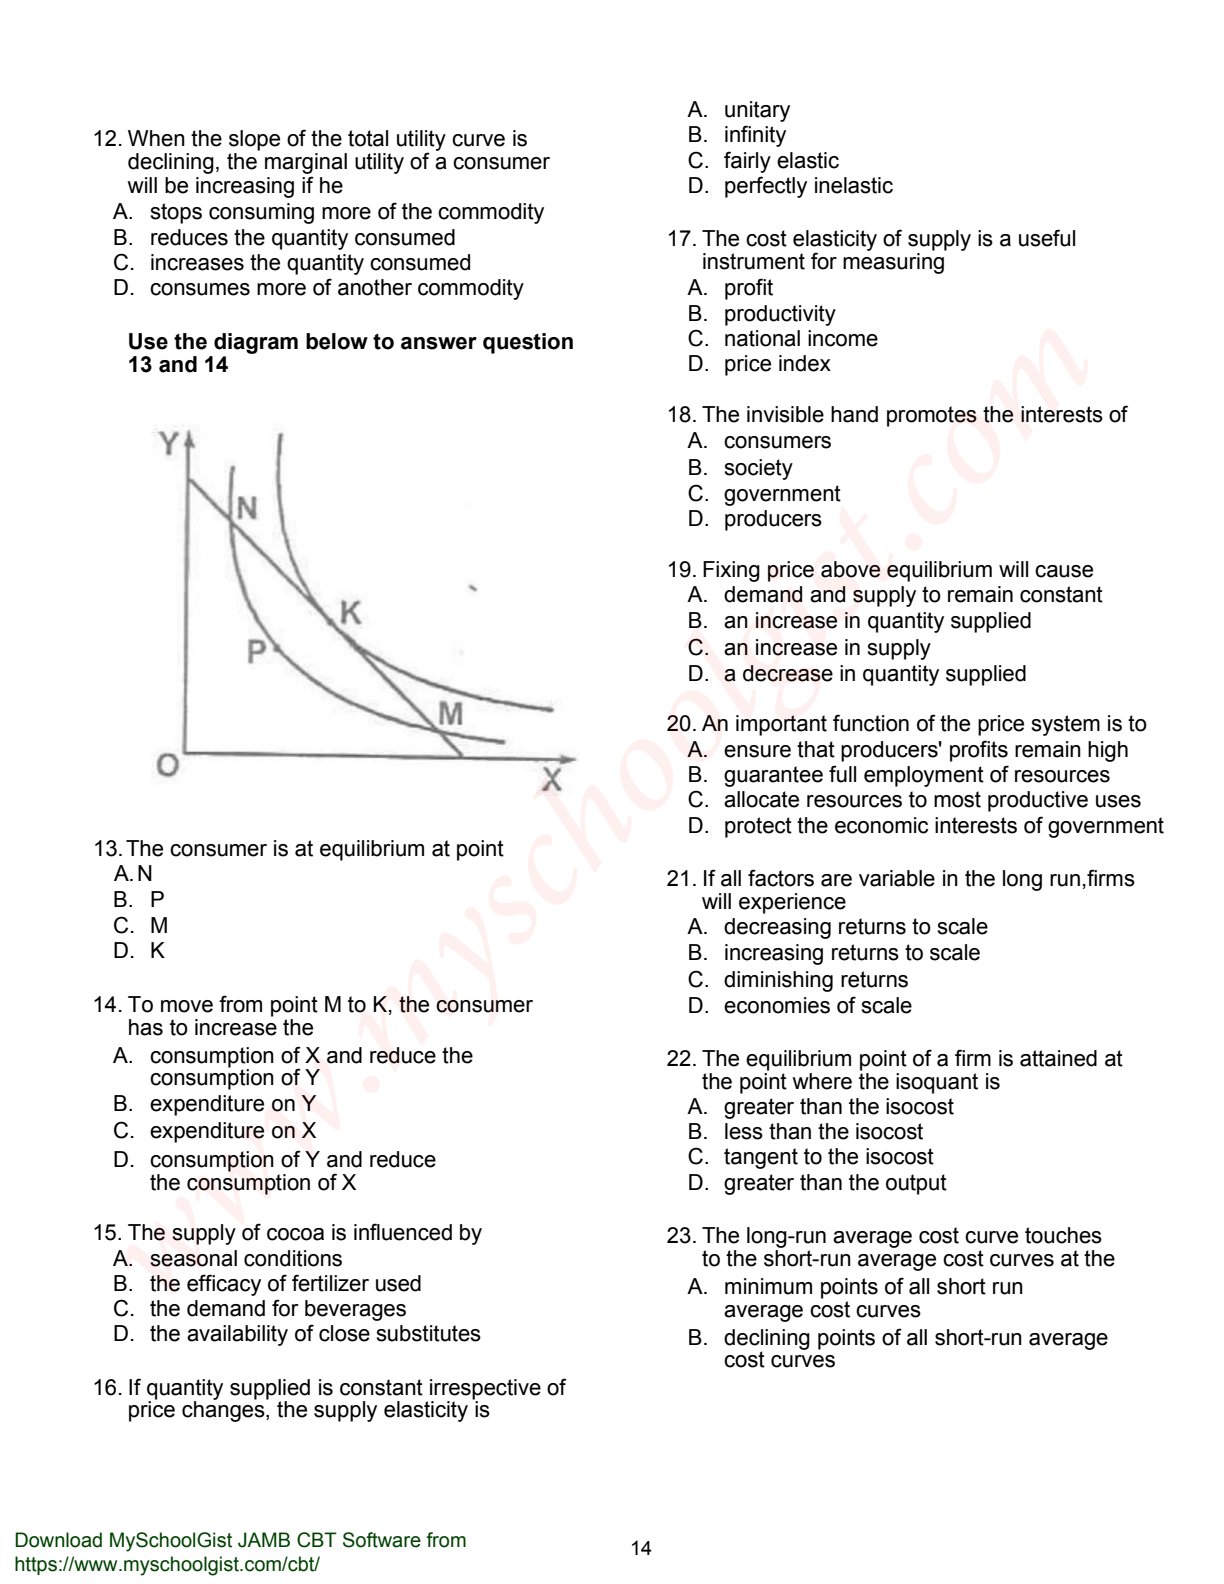 12. When the slope of the total utility curve is
declining, the marginal utility of a consumer
will be increasing if he
A. stops consuming more of the commodity
B. reduces the quantity consumed
C. increases the quantity consumed
D. consumes more of another commodity
Use the diagram below to answer question
13 and 14
Y
N
K
P
M
O
X
13. The consumer is at equilibrium at point
A. N
B. P
C. M
D. K
14. To move from point M to K, the consumer
has to increase the
A. consumption of X and reduce the
consumption of Y
B. expenditure on Y
C. expenditure on X
D. consumption of Y and reduce
the consumption of X
15. The supply of cocoa is influenced by
A. seasonal conditions
B. the efficacy of fertilizer used
C. the demand for beverages
D. the availability of close substitutes
16. If quantity supplied is constant irrespective of
price changes, the supply elasticity is
A. unitary
B. infinity
C. fairly elastic
D. perfectly inelastic
17. The cost elasticity of supply is a useful
instrument for measuring
A. profit
B. productivity
C. national income
D. price index
18. The invisible hand promotes the interests of
A. consumers
B. society
C. government
D. producers
19. Fixing price above equilibrium will cause
A. demand and supply to remain constant
B. an increase in quantity supplied
C. an increase in supply
D. a decrease in quantity supplied
20. An important function of the price system is to
A. ensure that producers' profits remain high
B. guarantee full employment of resources
C. allocate resources to most productive uses
D. protect the economic interests of government
21. If all factors are variable in the long run,firms
will experience
A. decreasing returns to scale
B. increasing returns to scale
C. diminishing returns
D. economies of scale
22. The equilibrium point of a firm is attained at
the point where the isoquant is
A. greater than the isocost
B. less than the isocost
C. tangent to the isocost
D. greater than the output
23. The long-run average cost curve touches
to the short-run average cost curves at the
A. minimum points of all short run
average cost curves
B. declining points of all short-run average
cost curves
www.myschoolgist.com
Download MySchoolGist JAMB CBT Software from
https://www.myschoolgist.com/cbt/
14